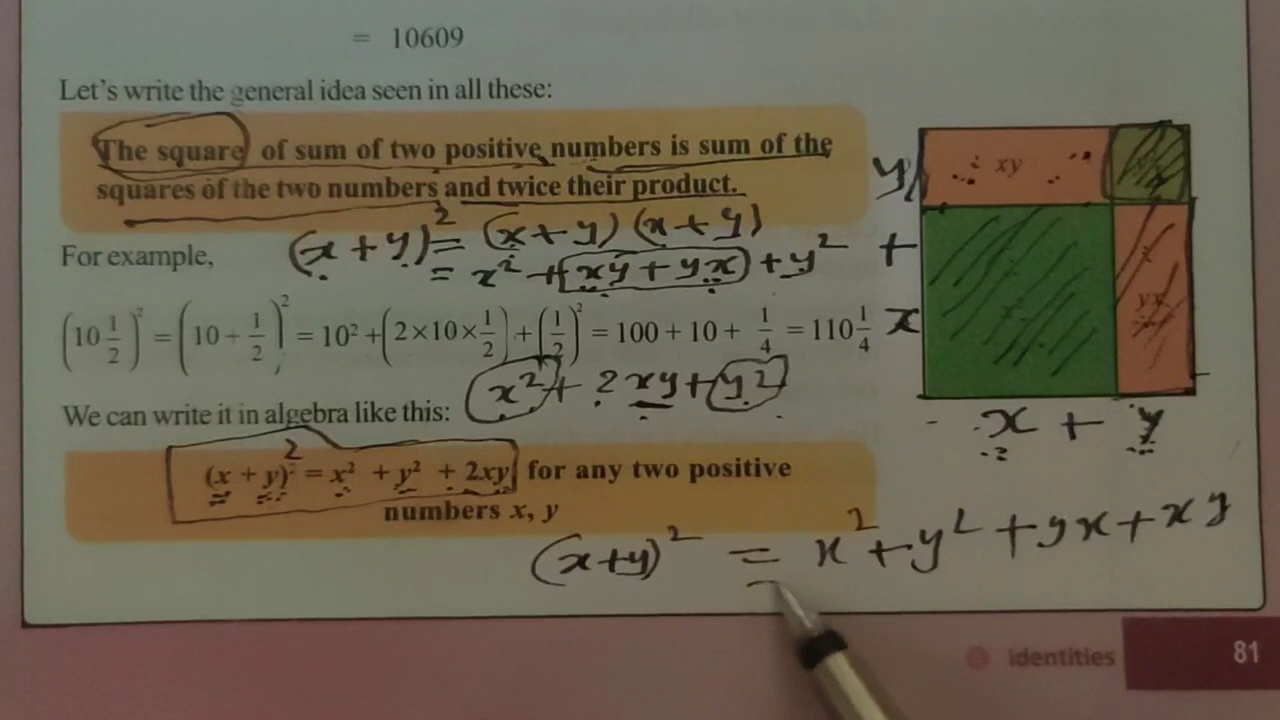 = 10609
Let's write the general idea seen in all these:
The square of sum of two positive numbers is sum of the
squares of the two numbers and twice their product.
(x + y)² = (x + y) (x + y)
For example,
= x² + (xy + yx) + y²
(10 1/2)² = (10 + 1/2)² = 10² + (2 × 10 × 1/2) + (1/2)² = 100 + 10 + 1/4 = 110 1/4
x² + 2xy + y²
We can write it in algebra like this:
(x + y)² = x² + y² + 2xy for any two positive
numbers x, y
(x+y)² = x² + y² + yx + xy
y
xy
+
x
yx
x + y
Identities
81